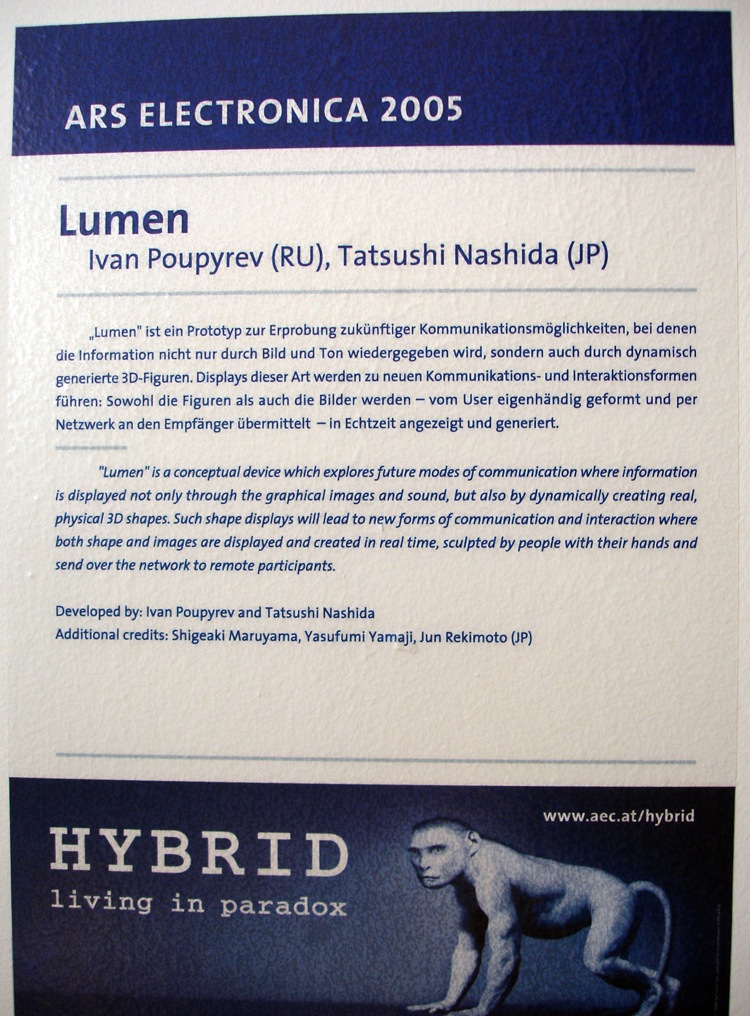 ARS ELECTRONICA 2005
Lumen
Ivan Poupyrev (RU), Tatsushi Nashida (JP)
„Lumen" ist ein Prototyp zur Erprobung zukünftiger Kommunikationsmöglichkeiten, bei denen
die Information nicht nur durch Bild und Ton wiedergegeben wird, sondern auch durch dynamisch
generierte 3D-Figuren. Displays dieser Art werden zu neuen Kommunikations- und Interaktionsformen
führen: Sowohl die Figuren als auch die Bilder werden – vom User eigenhändig geformt und per
Netzwerk an den Empfänger übermittelt – in Echtzeit angezeigt und generiert.
"Lumen" is a conceptual device which explores future modes of communication where information
is displayed not only through the graphical images and sound, but also by dynamically creating real,
physical 3D shapes. Such shape displays will lead to new forms of communication and interaction where
both shape and images are displayed and created in real time, sculpted by people with their hands and
send over the network to remote participants.
Developed by: Ivan Poupyrev and Tatsushi Nashida
Additional credits: Shigeaki Maruyama, Yasufumi Yamaji, Jun Rekimoto (JP)
www.aec.at/hybrid
HYBRID
living in paradox